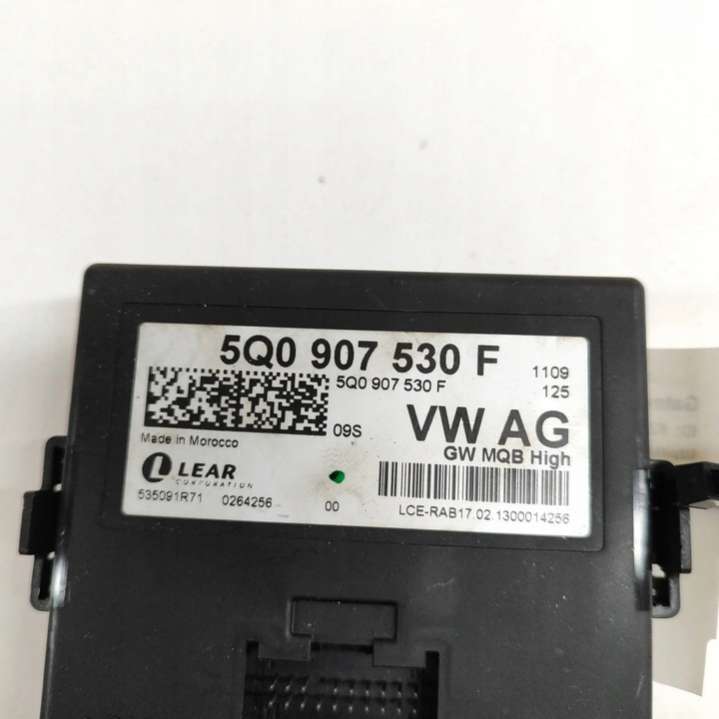 5Q0 907 530 F
1109
5Q0 907 530 F
125
09S
VW AG
Made in Morocco
GW MQB High
LEAR
CORPORATION
535091R71 0264256 00
LCE-RAB17.02.1300014256